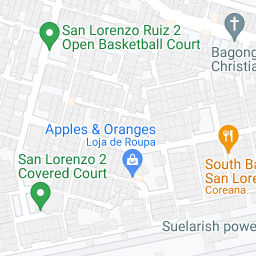 San Lorenzo Ruiz 2
Open Basketball Court
Bagong
Christia
Apples & Oranges
Loja de Roupa
San Lorenzo 2
Covered Court
South Ba
San Lore
Coreana
Suelarish powe